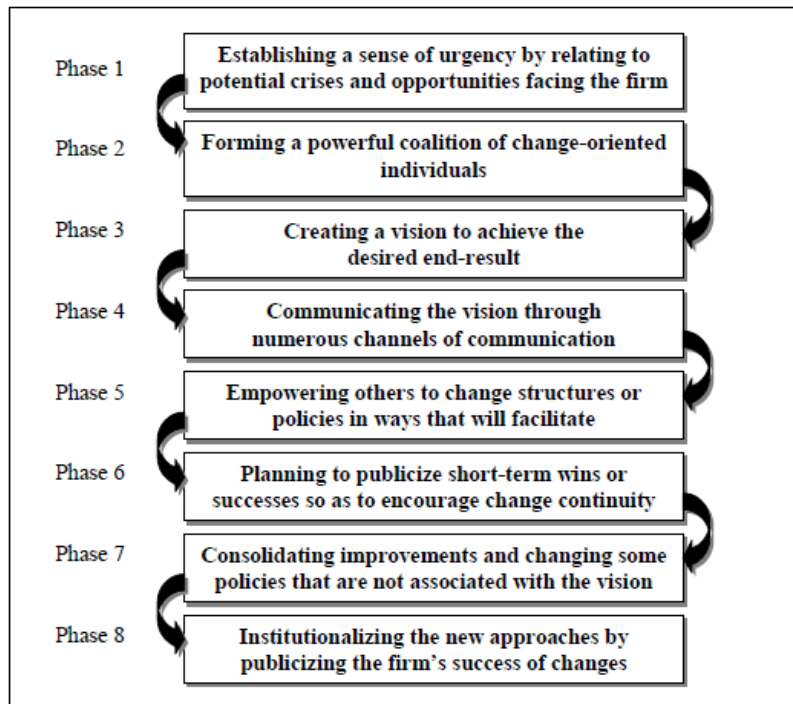 Phase 1
Establishing a sense of urgency by relating to
potential crises and opportunities facing the firm
Phase 2
Forming a powerful coalition of change-oriented
individuals
Phase 3
Creating a vision to achieve the
desired end-result
Phase 4
Communicating the vision through
numerous channels of communication
Phase 5
Empowering others to change structures or
policies in ways that will facilitate
Phase 6
Planning to publicize short-term wins or
successes so as to encourage change continuity
Phase 7
Consolidating improvements and changing some
policies that are not associated with the vision
Phase 8
Institutionalizing the new approaches by
publicizing the firm's success of changes